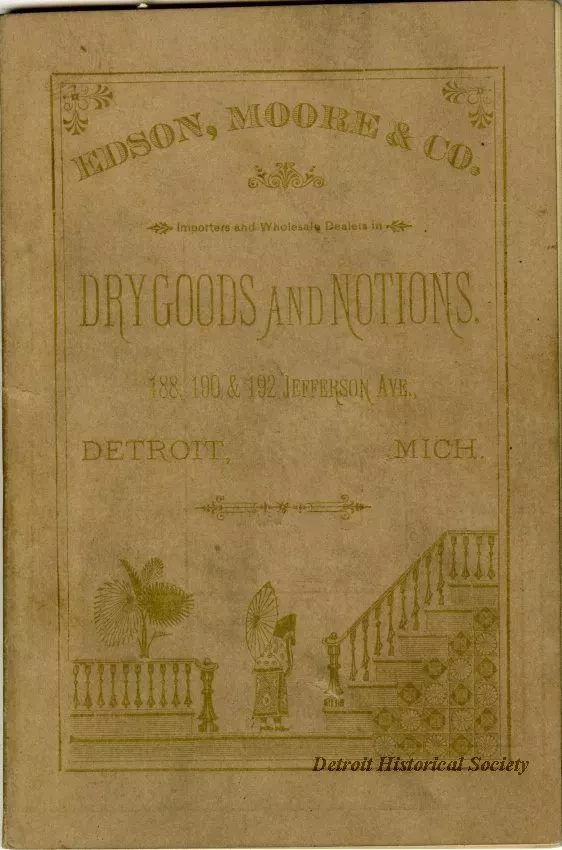 EDSON, MOORE & CO.
Importers and Wholesale Dealers in
DRY GOODS AND NOTIONS.
188, 190 & 192 JEFFERSON AVE.,
DETROIT, MICH.
Detroit Historical Society